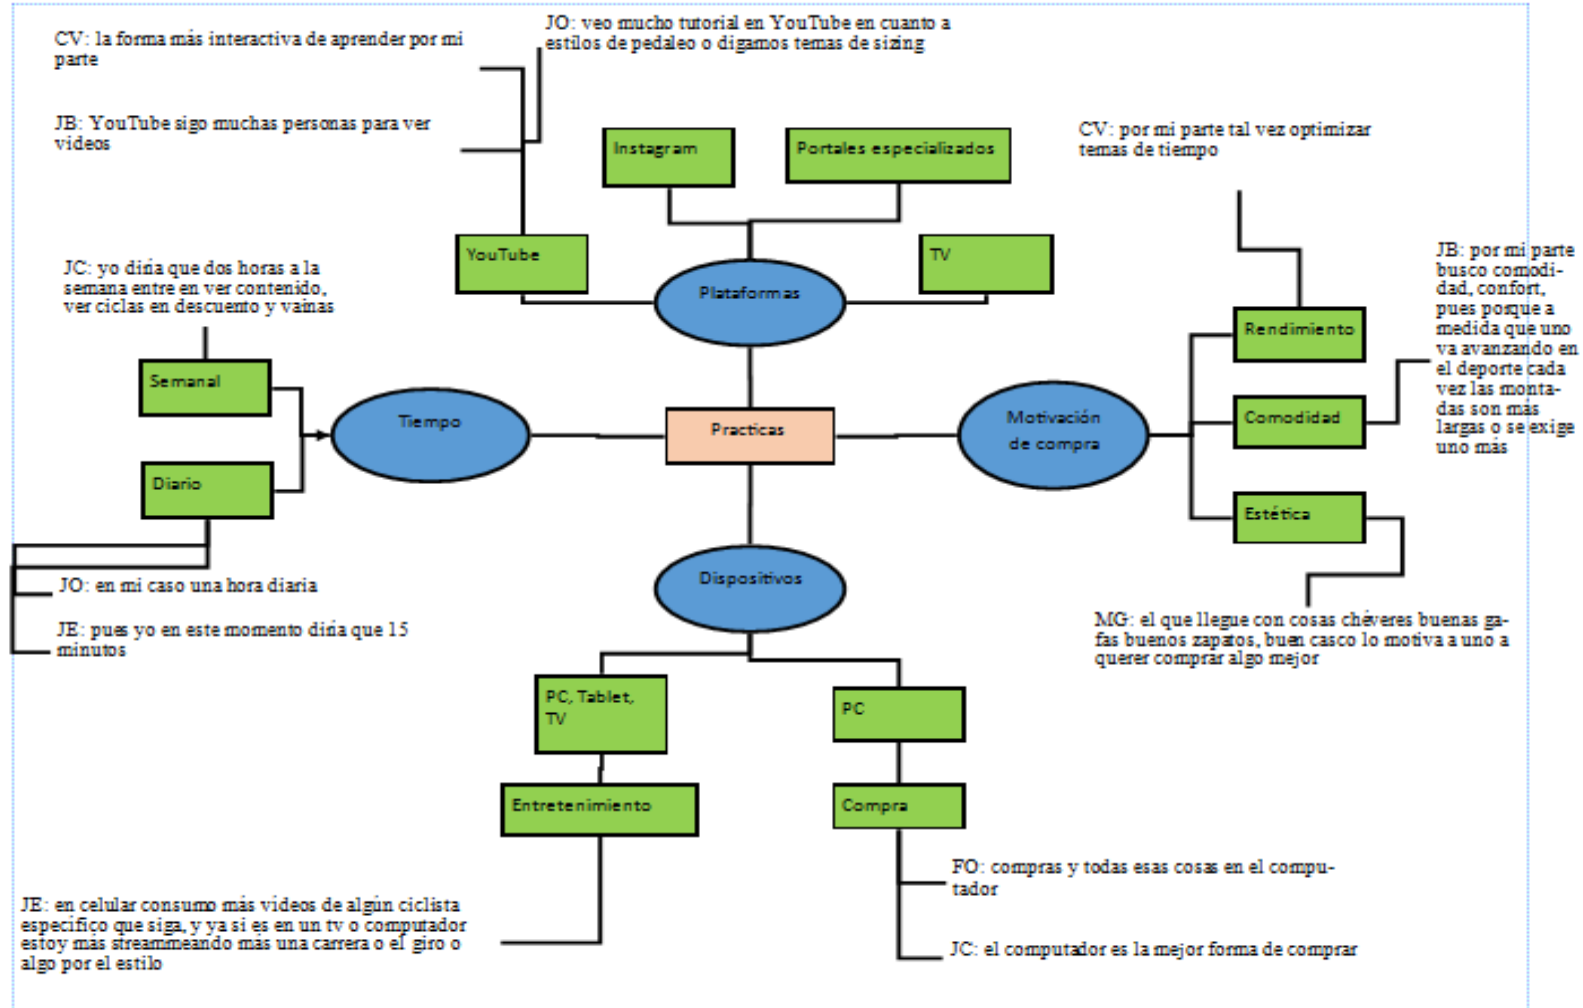 JO: veo mucho tutorial en YouTube en cuanto a
estilos de pedaleo o digamos temas de sizing
CV: la forma más interactiva de aprender por mi
parte
JB: YouTube sigo muchas personas para ver
videos
Instagram
Portales especializados
CV: por mi parte tal vez optimizar
temas de tiempo
YouTube
TV
Plataformas
JC: yo diria que dos horas a la
semana entre en ver contenido,
ver ciclas en descuento y vainas
JB: por mi parte
busco comodi-
dad, confort,
pues porque a
medida que uno
va avanzando en
el deporte cada
vez las monta-
das son más
largas o se exige
uno más
Rendimiento
Semanal
Tiempo
Practicas
Motivación
de compra
Comodidad
Diario
Estética
Dispositivos
JO: en mi caso una hora diaria
JE: pues yo en este momento diria que 15
minutos
MG: el que llegue con cosas chéveres buenas ga-
fas buenos zapatos, buen casco lo motiva a uno a
querer comprar algo mejor
PC, Tablet,
TV
PC
Entretenimiento
Compra
FO: compras y todas esas cosas en el compu-
tador
JE: en celular consumo más videos de algún ciclista
especifico que siga, y ya si es en un tv o computador
estoy más streammeando más una carrera o el giro o
algo por el estilo
JC: el computador es la mejor forma de comprar